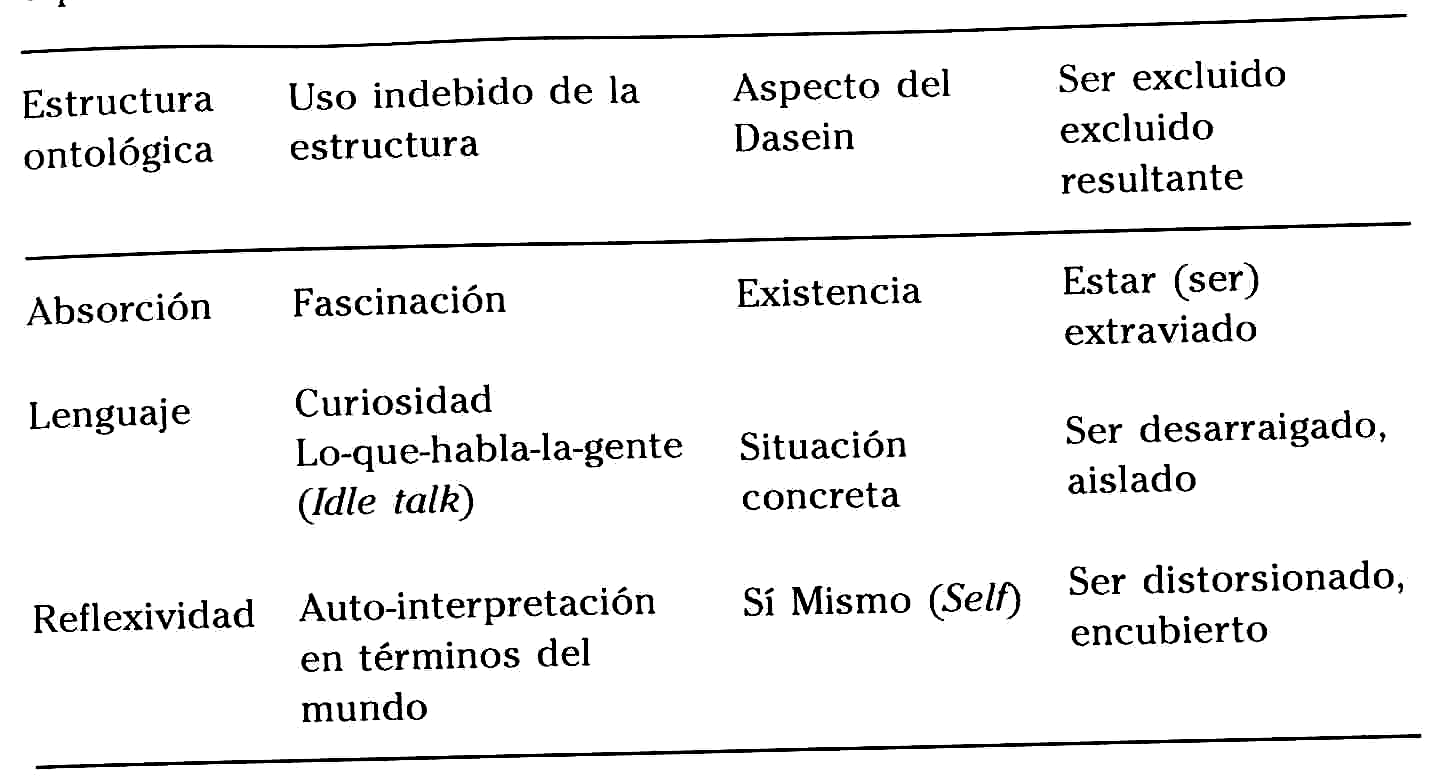 Estructura ontológica
Uso indebido de la estructura
Aspecto del Dasein
Ser excluido excluido resultante
Absorción
Fascinación
Existencia
Estar (ser) extraviado
Lenguaje
Curiosidad
Lo-que-habla-la-gente
(Idle talk)
Situación concreta
Ser desarraigado, aislado
Reflexividad
Auto-interpretación en términos del mundo
Sí Mismo (Self)
Ser distorsionado, encubierto